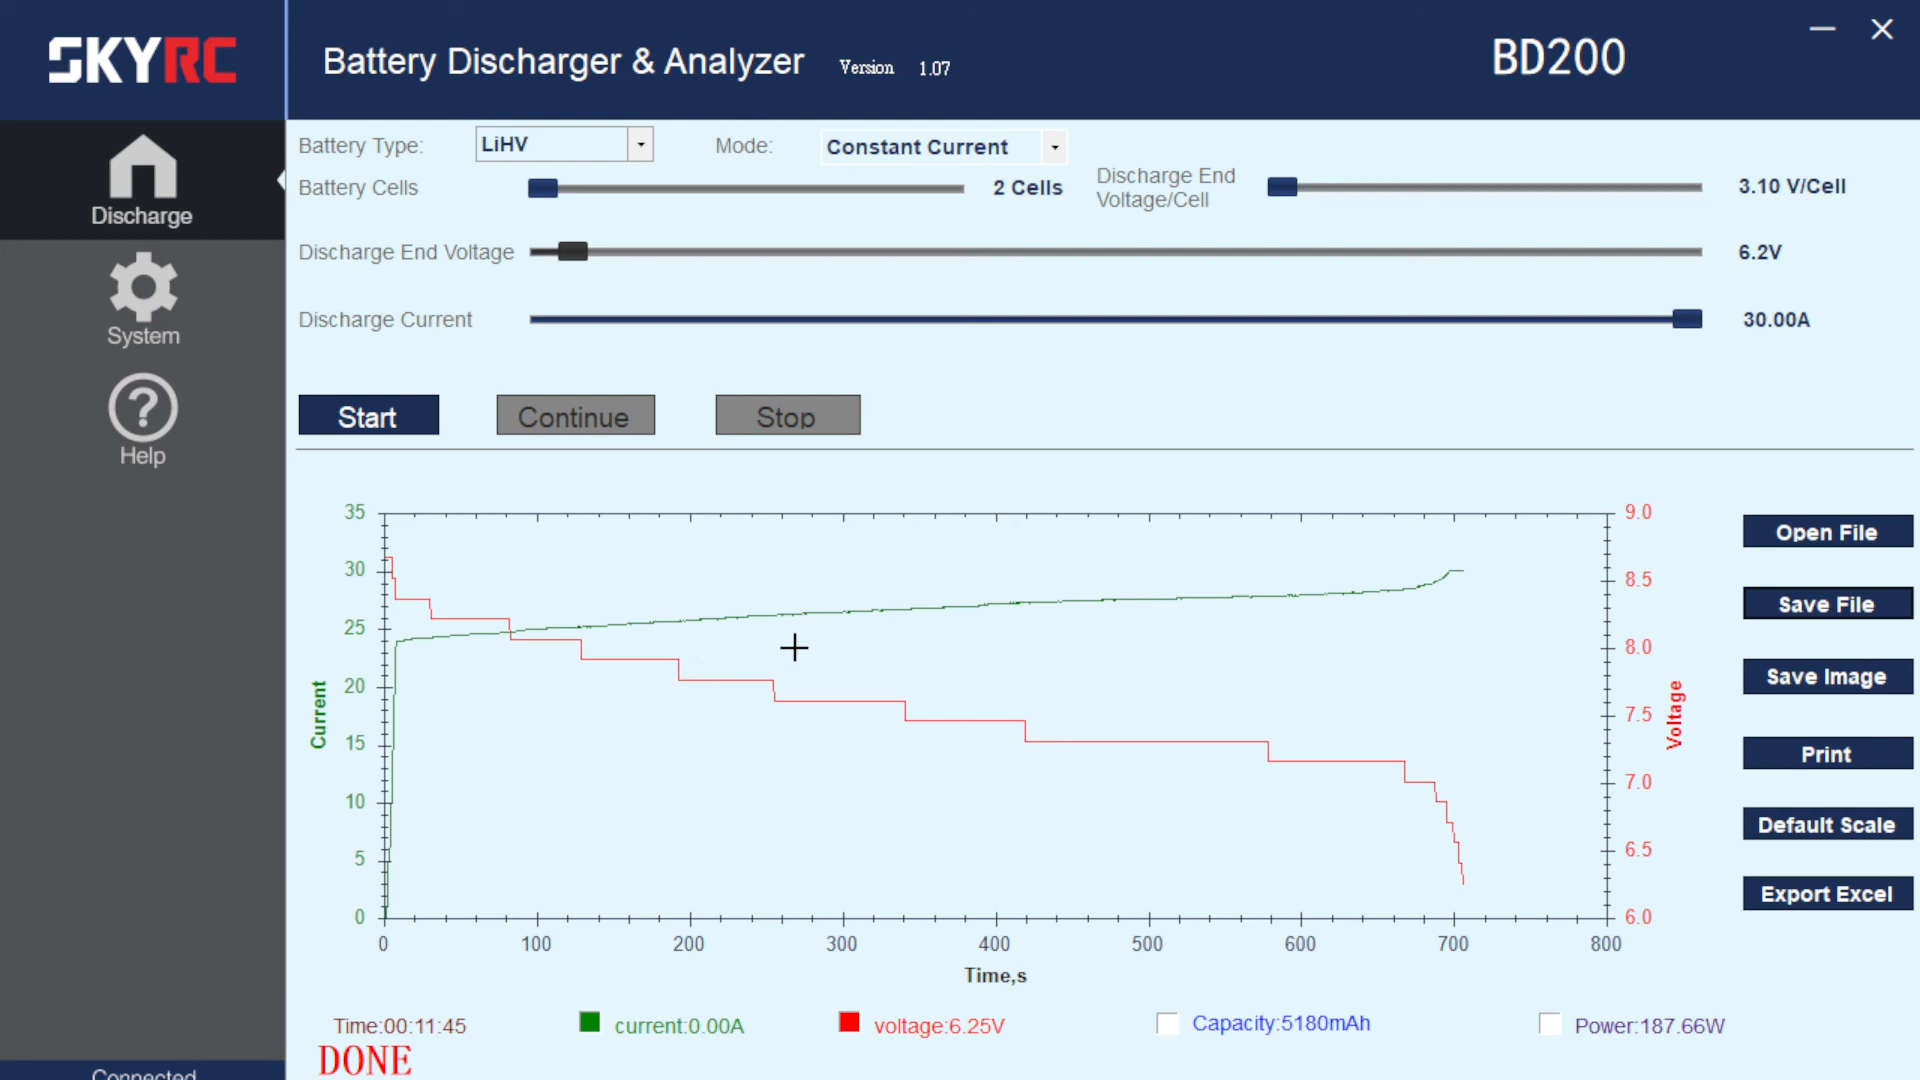 SKYRC
Battery Discharger & Analyzer Version 1.07
BD200
Discharge
System
Help
Connected
Battery Type: LiHV Mode: Constant Current
Battery Cells 2 Cells
Discharge End
Voltage/Cell
3.10 V/Cell
Discharge End Voltage 6.2V
Discharge Current 30.00A
Start Continue Stop
35
30
25
20
15
10
5
0
Current
9.0
8.5
8.0
7.5
7.0
6.5
6.0
Voltage
0 100 200 300 400 500 600 700 800
Time,s
Open File
Save File
Save Image
Print
Default Scale
Export Excel
Time:00:11:45 current:0.00A voltage:6.25V Capacity:5180mAh Power:187.66W
DONE